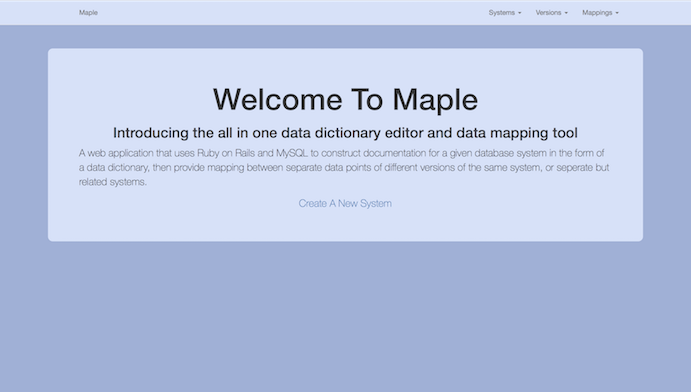 Maple Systems Versions Mappings
Welcome To Maple
Introducing the all in one data dictionary editor and data mapping tool
A web application that uses Ruby on Rails and MySQL to construct documentation for a given database system in the form of
a data dictionary, then provide mapping between separate data points of different versions of the same system, or seperate but
related systems.
Create A New System